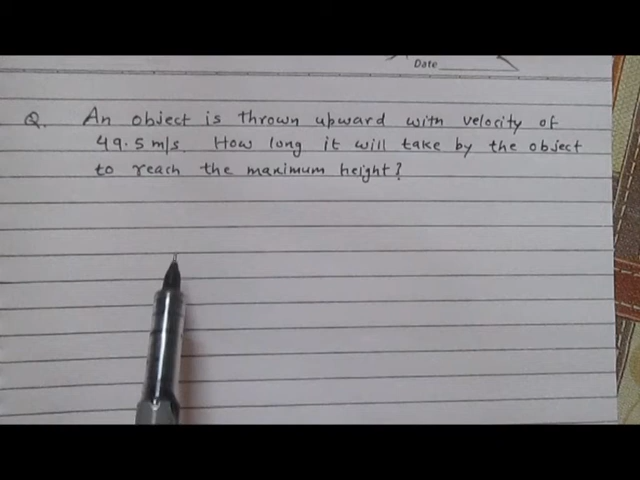 Date
Q. An object is thrown upward with velocity of
49.5 m/s. How long it will take by the object
to reach the maximum height?